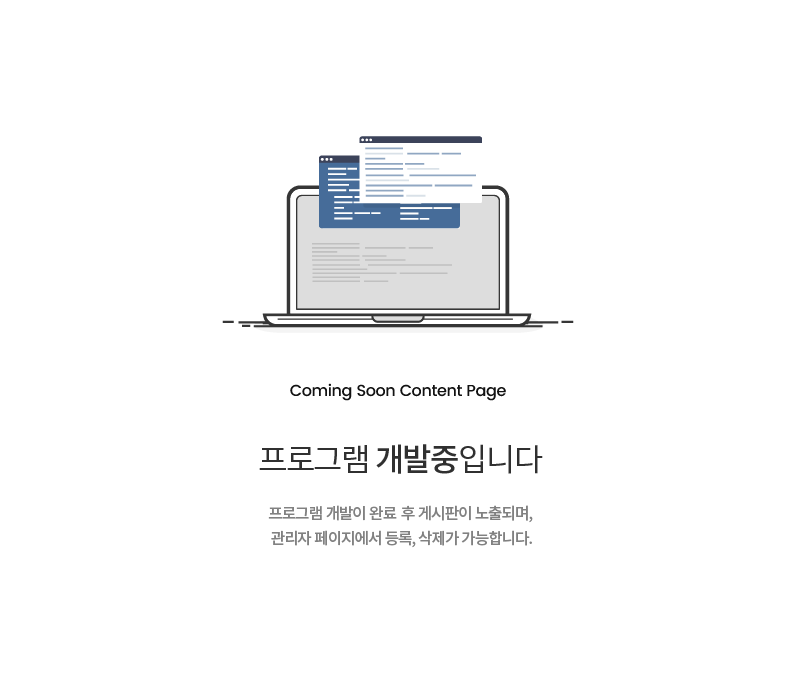 Coming Soon Content Page
프로그램 개발중입니다
프로그램 개발이 완료 후 게시판이 노출되며,
관리자 페이지에서 등록, 삭제가 가능합니다.